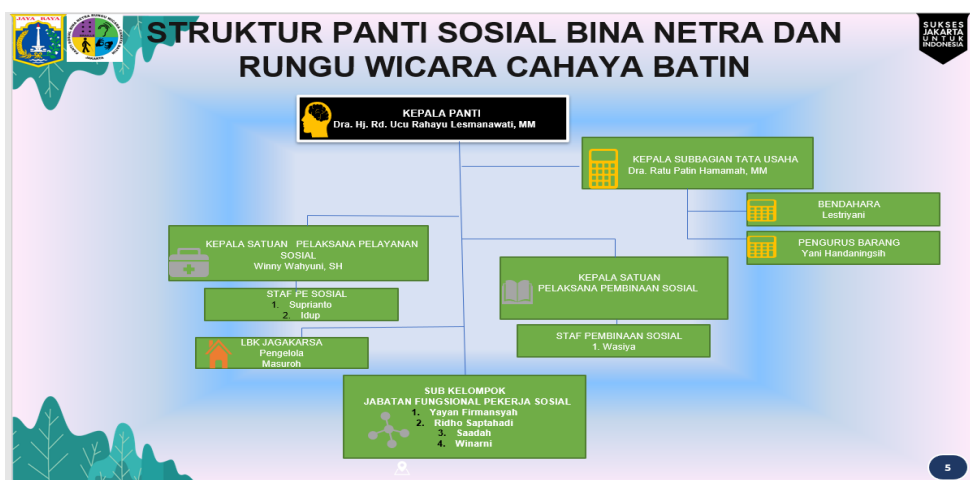 JAYA RAYA
JAKARTA
STRUKTUR PANTI SOSIAL BINA NETRA DAN
RUNGU WICARA CAHAYA BATIN
SUKSES
JAKARTA
UNTUK
INDONESIA
KEPALA PANTI
Dra. Hj. Rd. Ucu Rahayu Lesmanawati, MM
KEPALA SUBBAGIAN TATA USAHA
Dra. Ratu Patin Hamamah, MM
BENDAHARA
Lestriyani
PENGURUS BARANG
Yani Handaningsih
KEPALA SATUAN PELAKSANA PELAYANAN
SOSIAL
Winny Wahyuni, SH
STAF PE SOSIAL
1. Suprianto
2. Idup
LBK JAGAKARSA
Pengelola
Masuroh
KEPALA SATUAN
PELAKSANA PEMBINAAN SOSIAL
STAF PEMBINAAN SOSIAL
1. Wasiya
SUB KELOMPOK
JABATAN FUNGSIONAL PEKERJA SOSIAL
1. Yayan Firmansyah
2. Ridho Saptahadi
3. Saadah
4. Winarni
5